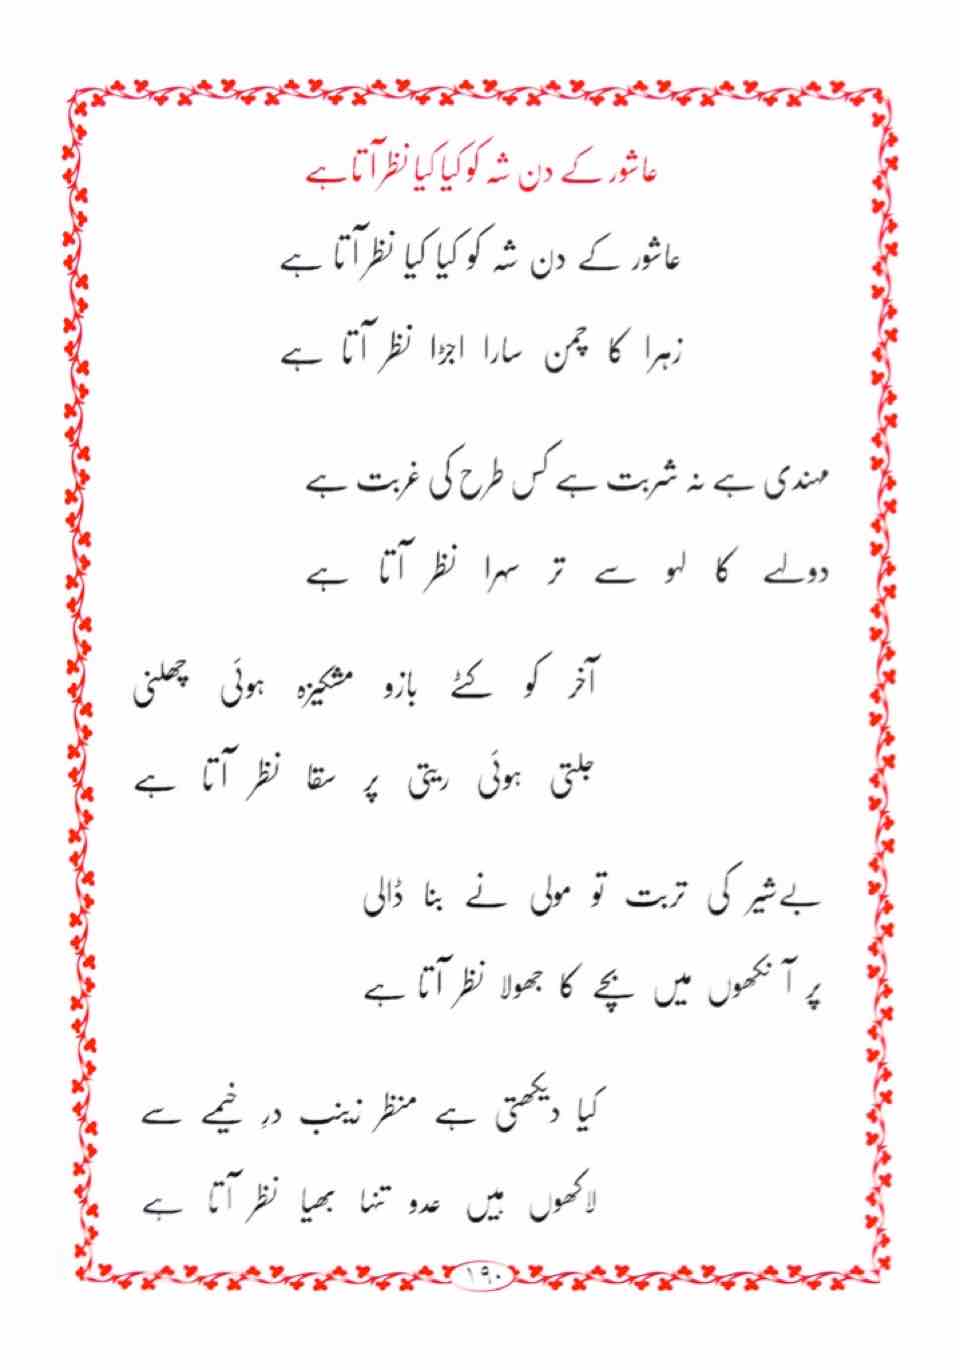 عاشور کے دن شہ کو کیا کیا نظر آتا ہے
عاشور کے دن شہ کو کیا کیا نظر آتا ہے
زہرا کا چمن سارا اجڑا نظر آتا ہے
مہندی ہے نہ شربت ہے کس طرح کی غربت ہے
دولہے کا لہو سے تر سہرا نظر آتا ہے
آخر کو کٹے بازو مشکیزہ ہوئی چھلنی
جلتی ہوئی ریتی پر سقا نظر آتا ہے
بےشیر کی تربت تو مولی نے بنا ڈالی
پر آنکھوں میں بچے کا جھولا نظر آتا ہے
کیا دیکھتی ہے منظر زینب درِ خیمے سے
لاکھوں ہیں عدو تنہا بھیا نظر آتا ہے
۱۹۰